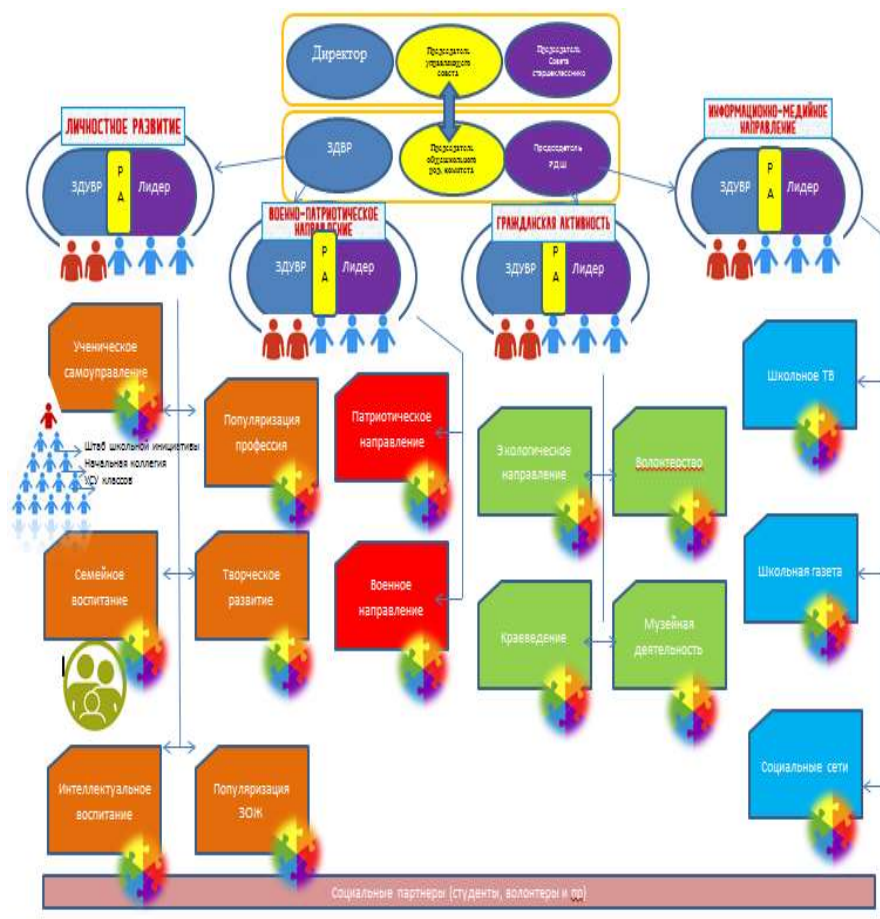 Директор
Председатель
управляющего
совета
Председатель
Совета
старшеклассников
ЗДВР
Председатель
общешкольного
род. комитета
Председатель
РДШ
ЛИЧНОСТНОЕ РАЗВИТИЕ
ЗДУВР
Р
А
Лидер
ИНФОРМАЦИОННО-МЕДИЙНОЕ
НАПРАВЛЕНИЕ
ЗДУВР
Р
А
Лидер
ВОЕННО-ПАТРИОТИЧЕСКОЕ
НАПРАВЛЕНИЕ
ЗДУВР
Р
А
Лидер
ГРАЖДАНСКАЯ АКТИВНОСТЬ
ЗДУВР
Р
А
Лидер
Ученическое
самоуправление
Штаб школьной инициативы
Начальная коллегия
УСУ классов
Популяризация
профессия
Семейное
воспитание
Творческое
развитие
Интеллектуальное
воспитание
Популяризация
ЗОЖ
Патриотическое
направление
Военное
направление
Экологическое
направление
Волонтерство
Краеведение
Музейная
деятельность
Школьное ТВ
Школьная газета
Социальные сети
Социальные партнеры (студенты, волонтеры и пр)